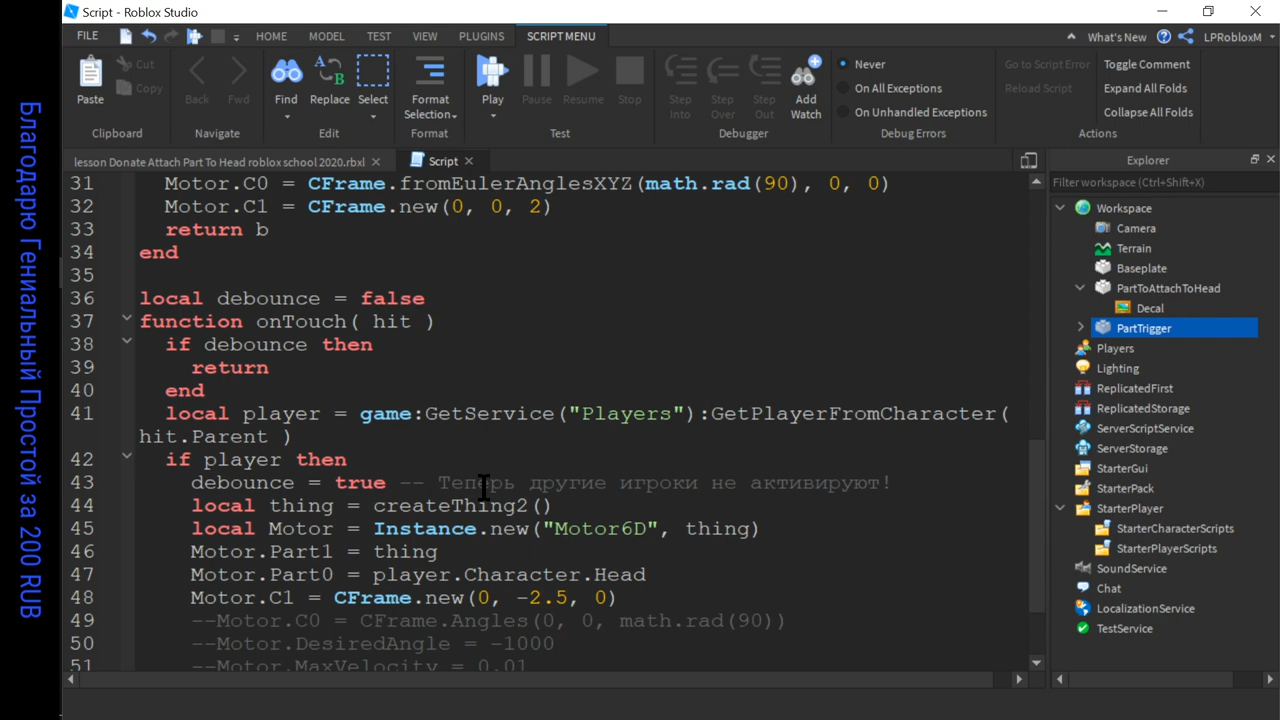 Script - Roblox Studio
FILE HOME MODEL TEST VIEW PLUGINS SCRIPT MENU What's New LPRobloxM
Paste
Cut
Copy
Clipboard
Back Fwd
Navigate
Find Replace Select
Edit
Format
Selection
Format
Play Pause Resume Stop
Test
Step
Into
Step
Over
Step
Out
Add
Watch
Debugger
Never
On All Exceptions
On Unhandled Exceptions
Debug Errors
Go to Script Error
Reload Script
Toggle Comment
Expand All Folds
Collapse All Folds
Actions
lesson Donate Attach Part To Head roblox school 2020.rbxl
Script
31 Motor.C0 = CFrame.fromEulerAnglesXYZ(math.rad(90), 0, 0)
32 Motor.C1 = CFrame.new(0, 0, 2)
33 return b
34 end
35
36 local debounce = false
37 function onTouch( hit )
38 if debounce then
39 return
40 end
41 local player = game:GetService("Players"):GetPlayerFromCharacter(
hit.Parent )
42 if player then
43 debounce = true -- Теперь другие игроки не активируют!
44 local thing = createThing2()
45 local Motor = Instance.new("Motor6D", thing)
46 Motor.Part1 = thing
47 Motor.Part0 = player.Character.Head
48 Motor.C1 = CFrame.new(0, -2.5, 0)
49 --Motor.C0 = CFrame.Angles(0, 0, math.rad(90))
50 --Motor.DesiredAngle = -1000
51 --Motor.MaxVelocity = 0.01
Explorer
Filter workspace (Ctrl+Shift+X)
Workspace
Camera
Terrain
Baseplate
PartToAttachToHead
Decal
PartTrigger
Players
Lighting
ReplicatedFirst
ReplicatedStorage
ServerScriptService
ServerStorage
StarterGui
StarterPack
StarterPlayer
StarterCharacterScripts
StarterPlayerScripts
SoundService
Chat
LocalizationService
TestService
Благодарю Гениальный Простой за 200 RUB